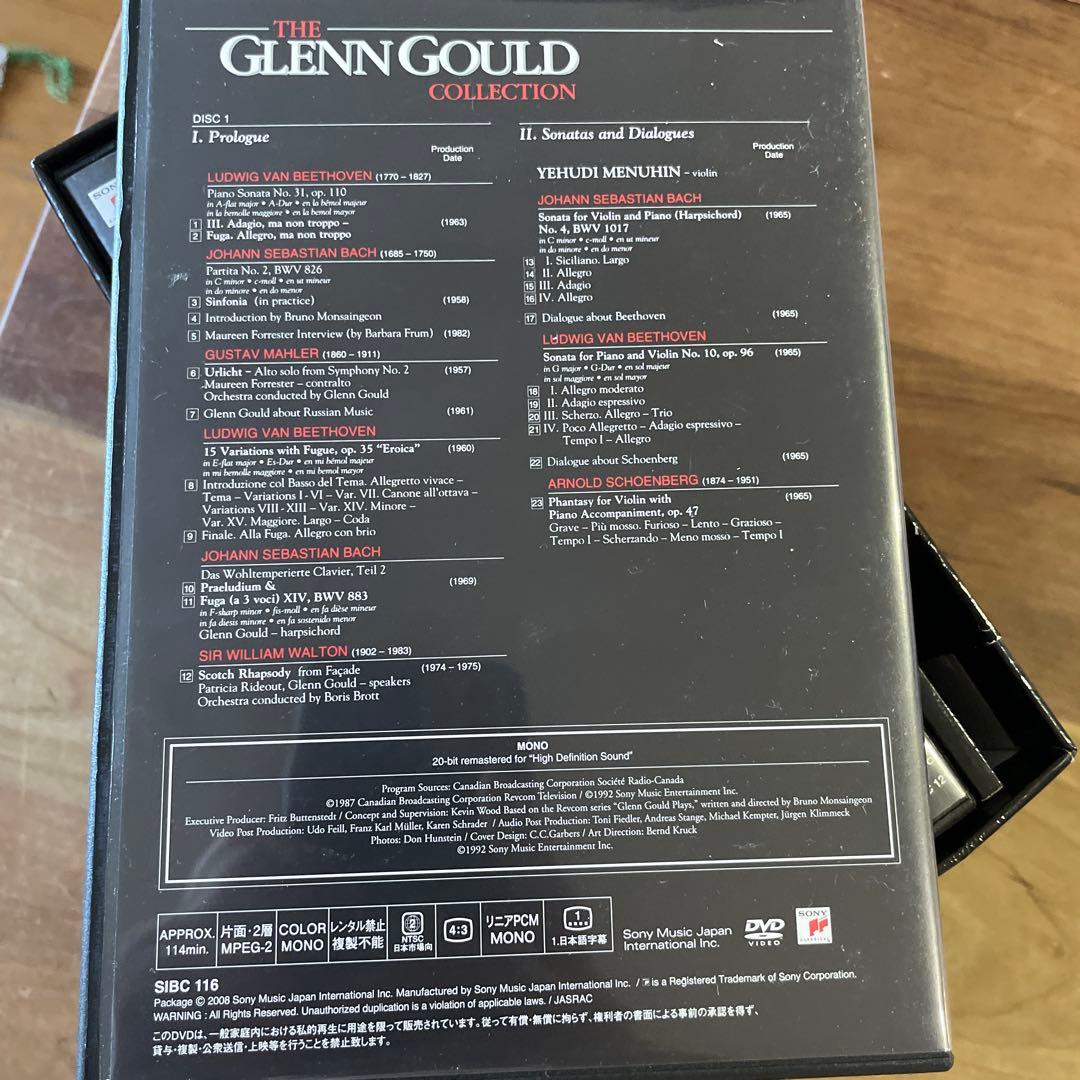 THE
GLENN GOULD
COLLECTION
DISC 1
I. Prologue
Production
Date
LUDWIG VAN BEETHOVEN (1770 – 1827)
Piano Sonata No. 31, op. 110
in A-flat major • A-Dur • en la bémol majeur
in la bemolle maggiore • en la bemol mayor
1 III. Adagio, ma non troppo – (1963)
2 Fuga. Allegro, ma non troppo
JOHANN SEBASTIAN BACH (1685 – 1750)
Partita No. 2, BWV 826
in C minor • c-moll • en ut mineur
in do minore • en do menor
3 Sinfonia (in practice) (1958)
4 Introduction by Bruno Monsaingeon
5 Maureen Forrester Interview (by Barbara Frum) (1982)
GUSTAV MAHLER (1860 – 1911)
6 Urlicht – Alto solo from Symphony No. 2 (1957)
Maureen Forrester – contralto
Orchestra conducted by Glenn Gould
7 Glenn Gould about Russian Music (1961)
LUDWIG VAN BEETHOVEN
15 Variations with Fugue, op. 35 “Eroica” (1960)
in E-flat major • Es-Dur • en mi bémol majeur
in mi bemolle maggiore • en mi bemol mayor
8 Introduzione col Basso del Tema. Allegretto vivace –
Tema – Variations I - VI – Var. VII. Canone all'ottava –
Variations VIII - XIII – Var. XIV. Minore –
Var. XV. Maggiore. Largo – Coda
9 Finale. Alla Fuga. Allegro con brio
JOHANN SEBASTIAN BACH
Das Wohltemperierte Clavier, Teil 2
10 Praeludium & (1969)
11 Fuga (a 3 voci) XIV, BWV 883
in F-sharp minor • fis-moll • en fa dièse mineur
in fa diesis minore • en fa sostenido menor
Glenn Gould – harpsichord
SIR WILLIAM WALTON (1902 – 1983)
12 Scotch Rhapsody from Façade (1974 – 1975)
Patricia Rideout, Glenn Gould – speakers
Orchestra conducted by Boris Brott
II. Sonatas and Dialogues
Production
Date
YEHUDI MENUHIN – violin
JOHANN SEBASTIAN BACH
Sonata for Violin and Piano (Harpsichord) (1965)
No. 4, BWV 1017
in C minor • c-moll • en ut mineur
in do minore • en do menor
13 I. Siciliano. Largo
14 II. Allegro
15 III. Adagio
16 IV. Allegro
17 Dialogue about Beethoven (1965)
LUDWIG VAN BEETHOVEN
Sonata for Piano and Violin No. 10, op. 96 (1965)
in G major • G-Dur • en sol majeur
in sol maggiore • en sol mayor
18 I. Allegro moderato
19 II. Adagio espressivo
20 III. Scherzo. Allegro – Trio
21 IV. Poco Allegretto – Adagio espressivo –
Tempo I – Allegro
22 Dialogue about Schoenberg (1965)
ARNOLD SCHOENBERG (1874 – 1951)
23 Phantasy for Violin with (1965)
Piano Accompaniment, op. 47
Grave – Più mosso. Furioso – Lento – Grazioso –
Tempo I – Scherzando – Meno mosso – Tempo I
MONO
20-bit remastered for “High Definition Sound”
Program Sources: Canadian Broadcasting Corporation Société Radio-Canada
©1987 Canadian Broadcasting Corporation Revcom Television / ©1992 Sony Music Entertainment Inc.
Executive Producer: Fritz Buttenstedt / Concept and Supervision: Kevin Wood Based on the Revcom series “Glenn Gould Plays,” written and directed by Bruno Monsaingeon
Video Post Production: Udo Feill, Franz Karl Müller, Karen Schrader / Audio Post Production: Toni Fiedler, Andreas Stange, Michael Kempter, Jürgen Klimmeck
Photos: Don Hunstein / Cover Design: C.C.Garbers / Art Direction: Bernd Kruck
©1992 Sony Music Entertainment Inc.
APPROX.
114min.
片面・2層
MPEG-2
COLOR
MONO
レンタル禁止
複製不能
2
NTSC
日本市場向
4:3
リニアPCM
MONO
1
1.日本語字幕
Sony Music Japan
International Inc.
DVD
VIDEO
SONY
CLASSICAL
SIBC 116
Package © 2008 Sony Music Japan International Inc. Manufactured by Sony Music Japan International Inc. / is a Registered Trademark of Sony Corporation.
WARNING : All Rights Reserved. Unauthorized duplication is a violation of applicable laws. / JASRAC
このDVDは、一般家庭内における私的再生に用途を限って販売されています。従って有償・無償に拘らず、権利者の書面による事前の承認を得ず、
貸与・複製・公衆送信・上映等を行うことを禁止致します。